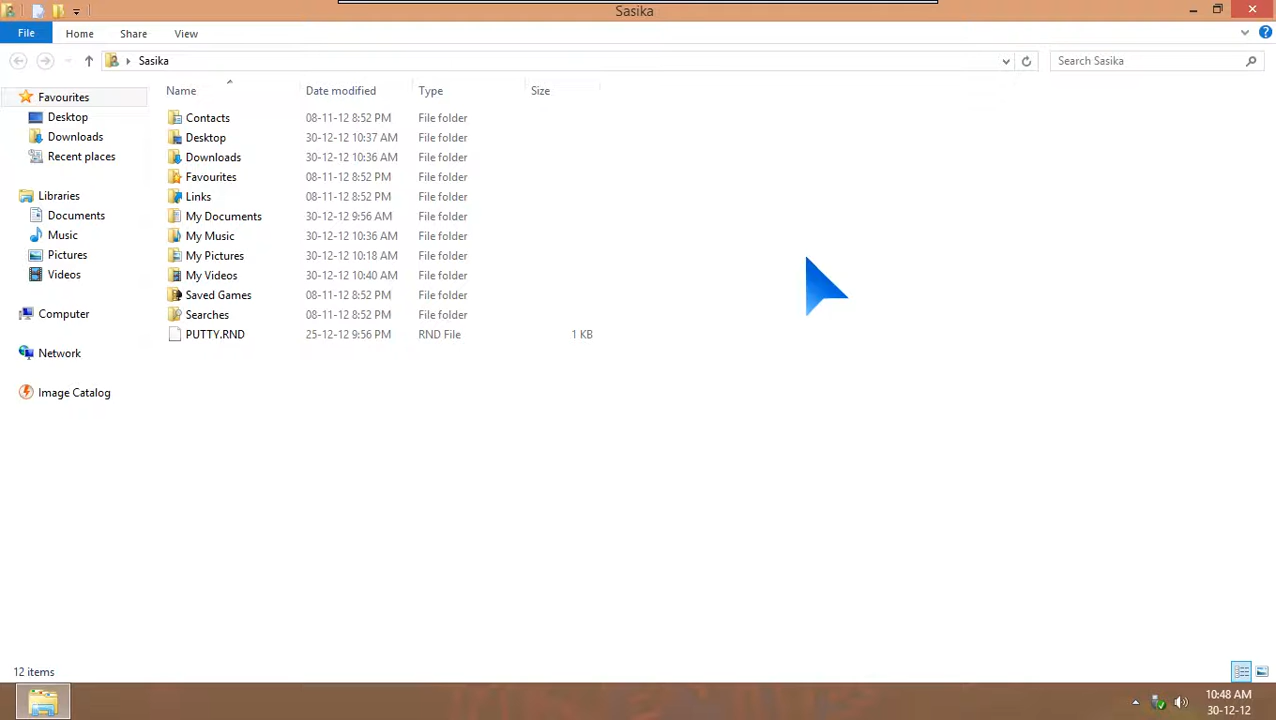 Sasika
File Home Share View
Sasika
Search Sasika
Name Date modified Type Size
Favourites
Desktop
Downloads
Recent places
Libraries
Documents
Music
Pictures
Videos
Computer
Network
Image Catalog
Contacts 08-11-12 8:52 PM File folder
Desktop 30-12-12 10:37 AM File folder
Downloads 30-12-12 10:36 AM File folder
Favourites 08-11-12 8:52 PM File folder
Links 08-11-12 8:52 PM File folder
My Documents 30-12-12 9:56 AM File folder
My Music 30-12-12 10:36 AM File folder
My Pictures 30-12-12 10:18 AM File folder
My Videos 30-12-12 10:40 AM File folder
Saved Games 08-11-12 8:52 PM File folder
Searches 08-11-12 8:52 PM File folder
PUTTY.RND 25-12-12 9:56 PM RND File 1 KB
12 items
10:48 AM
30-12-12